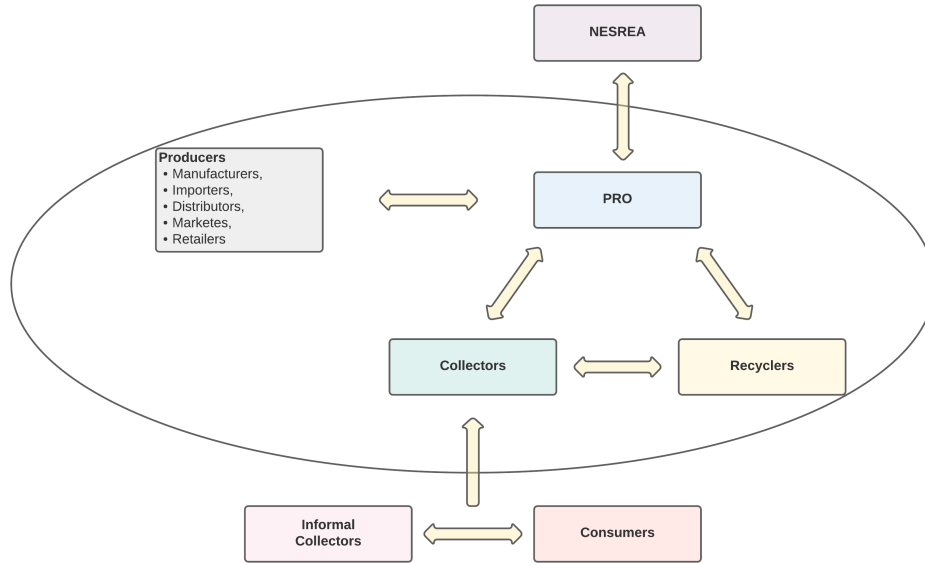 NESREA
Producers
• Manufacturers,
• Importers,
• Distributors,
• Marketes,
• Retailers
PRO
Collectors
Recyclers
Informal
Collectors
Consumers